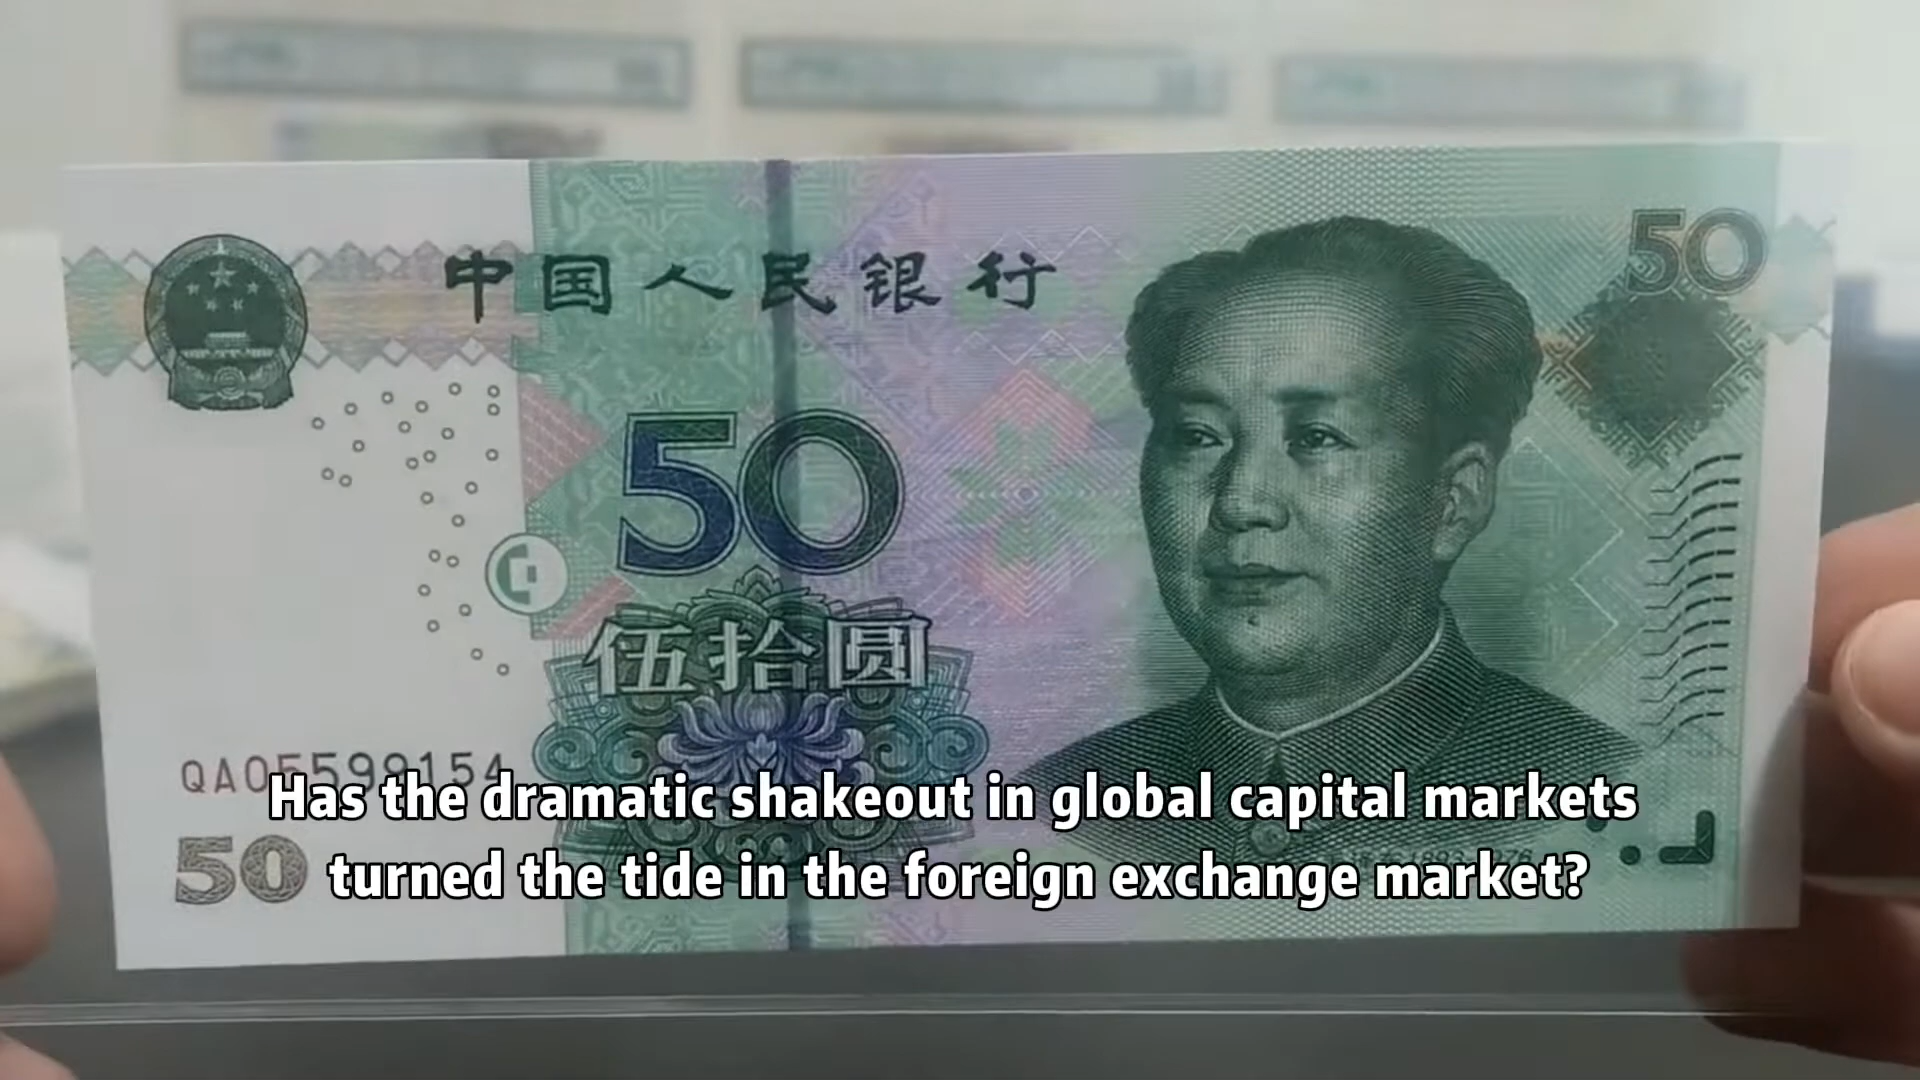 中国人民银行
50
50
伍拾圆
QA05599154
50
Has the dramatic shakeout in global capital markets
turned the tide in the foreign exchange market?